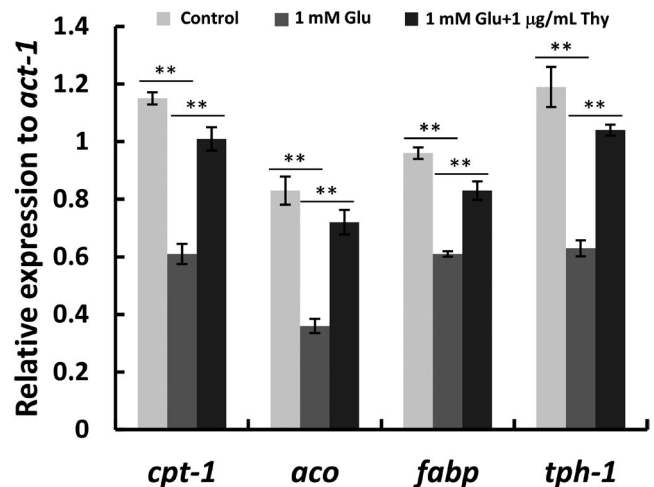 Control 1 mM Glu 1 mM Glu+1 μg/mL Thy
Relative expression to act-1
1.4
1.2
1
0.8
0.6
0.4
0.2
0
** ** ** ** ** ** ** **
cpt-1 aco fabp tph-1